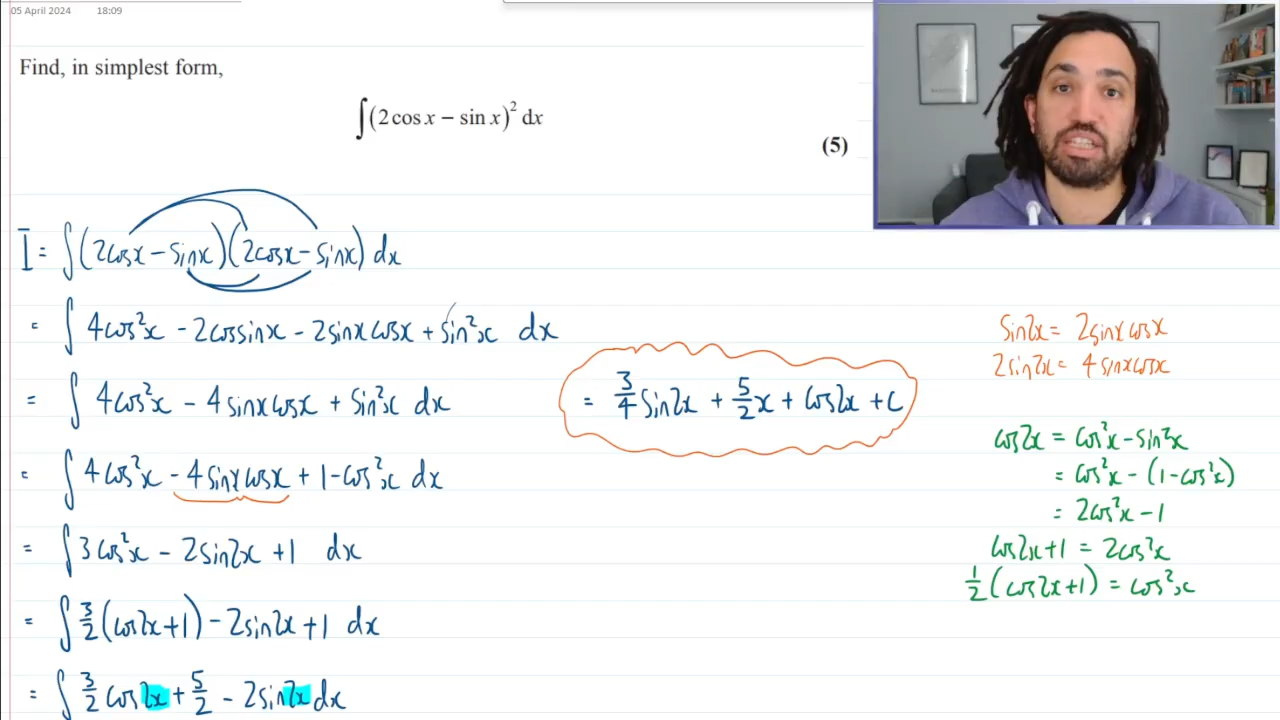 05 April 2024 18:09
Find, in simplest form,
∫(2cos x − sin x)² dx
(5)
I = ∫(2cosx − sinx)(2cosx − sinx) dx
= ∫ 4cos²x − 2cosxsinx − 2sinxcosx + sin²x dx
= ∫ 4cos²x − 4sinxcosx + sin²x dx
= ∫ 4cos²x − 4sinxcosx + 1−cos²x dx
= ∫ 3cos²x − 2sin2x + 1 dx
= ∫ 3/2 (cos2x+1) − 2sin2x + 1 dx
= ∫ 3/2 cos2x + 5/2 − 2sin2x dx
= 3/4 sin2x + 5/2 x + cos2x + c
sin2x = 2sinxcosx
2sin2x = 4sinxcosx
cos2x = cos²x − sin²x
= cos²x − (1−cos²x)
= 2cos²x − 1
cos2x+1 = 2cos²x
1/2 (cos2x+1) = cos²x